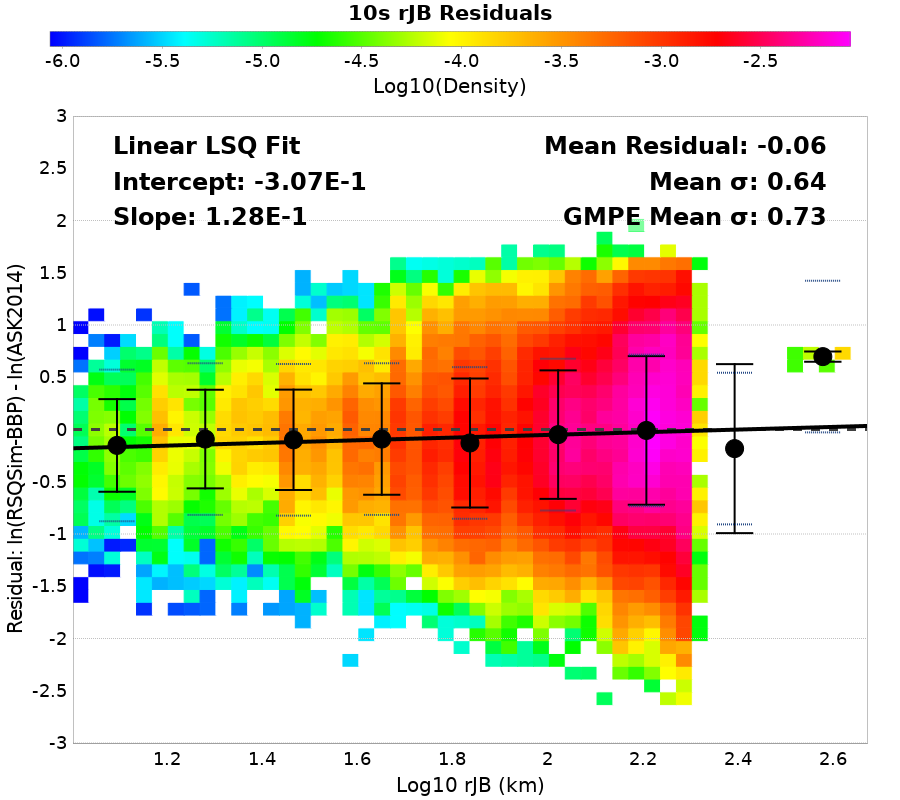 10s rJB Residuals
-6.0 -5.5 -5.0 -4.5 -4.0 -3.5 -3.0 -2.5
Log10(Density)
Linear LSQ Fit
Intercept: -3.07E-1
Slope: 1.28E-1
Mean Residual: -0.06
Mean σ: 0.64
GMPE Mean σ: 0.73
Residual: ln(RSQSim-BBP) - ln(ASK2014)
3
2.5
2
1.5
1
0.5
0
-0.5
-1
-1.5
-2
-2.5
-3
1.2 1.4 1.6 1.8 2 2.2 2.4 2.6
Log10 rJB (km)